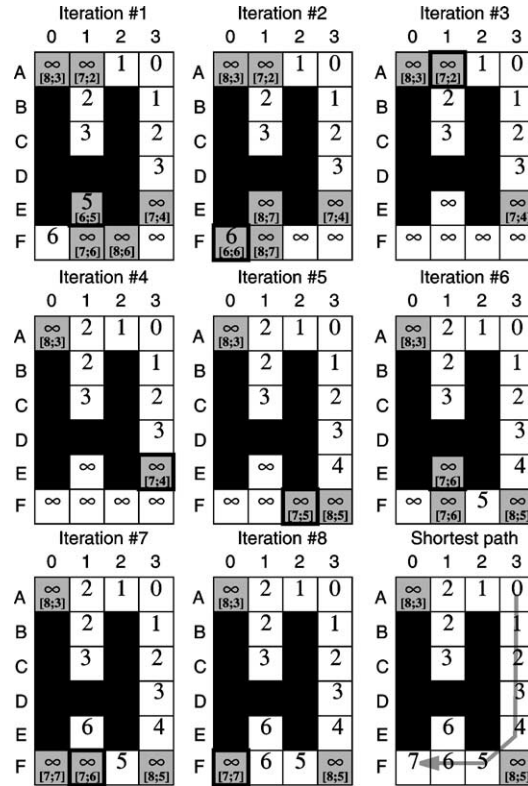 Iteration #1
0 1 2 3
A ∞ ∞ 1 0
[8;3] [7;2]
B 2 1
C 3 2
D 3
E 5 ∞
[6;5] [7;4]
F 6 ∞ ∞ ∞
[7;6] [8;6]
Iteration #2
0 1 2 3
A ∞ ∞ 1 0
[8;3] [7;2]
B 2 1
C 3 2
D 3
E ∞ ∞
[8;7] [7;4]
F 6 ∞ ∞ ∞
[6;6] [8;7]
Iteration #3
0 1 2 3
A ∞ ∞ 1 0
[8;3] [7;2]
B 2 1
C 3 2
D 3
E ∞ ∞
[7;4]
F ∞ ∞ ∞ ∞
Iteration #4
0 1 2 3
A ∞ 2 1 0
[8;3]
B 2 1
C 3 2
D 3
E ∞ ∞
[7;4]
F ∞ ∞ ∞ ∞
Iteration #5
0 1 2 3
A ∞ 2 1 0
[8;3]
B 2 1
C 3 2
D 3
E ∞ 4
F ∞ ∞ ∞ ∞
[7;5] [8;5]
Iteration #6
0 1 2 3
A ∞ 2 1 0
[8;3]
B 2 1
C 3 2
D 3
E ∞ 4
[7;6]
F ∞ ∞ 5 ∞
[7;6] [8;5]
Iteration #7
0 1 2 3
A ∞ 2 1 0
[8;3]
B 2 1
C 3 2
D 3
E 6 4
F ∞ ∞ 5 ∞
[7;7] [7;6] [8;5]
Iteration #8
0 1 2 3
A ∞ 2 1 0
[8;3]
B 2 1
C 3 2
D 3
E 6 4
F ∞ 6 5 ∞
[7;7] [8;5]
Shortest path
0 1 2 3
A ∞ 2 1 0
[8;3]
B 2 1
C 3 2
D 3
E 6 4
F 7 6 5 ∞
[8;5]